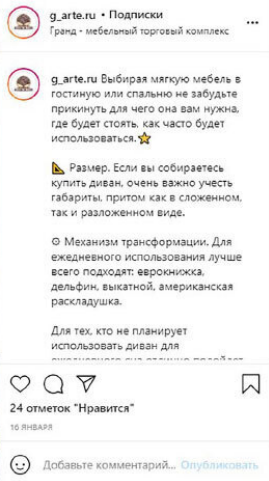 g_arte.ru • Подписки
Гранд - мебельный торговый комплекс
g_arte.ru Выбирая мягкую мебель в
гостиную или спальню не забудьте
прикинуть для чего она вам нужна,
где будет стоять, как часто будет
использоваться.⭐
📐 Размер. Если вы собираетесь
купить диван, очень важно учесть
габариты, притом как в сложенном,
так и разложенном виде.
⚙ Механизм трансформации. Для
ежедневного использования лучше
всего подходят: еврокнижка,
дельфин, выкатной, американская
раскладушка.
Для тех, кто не планирует
использовать диван для
24 отметок "Нравится"
16 ЯНВАРЯ
Добавьте комментарий... Опубликовать